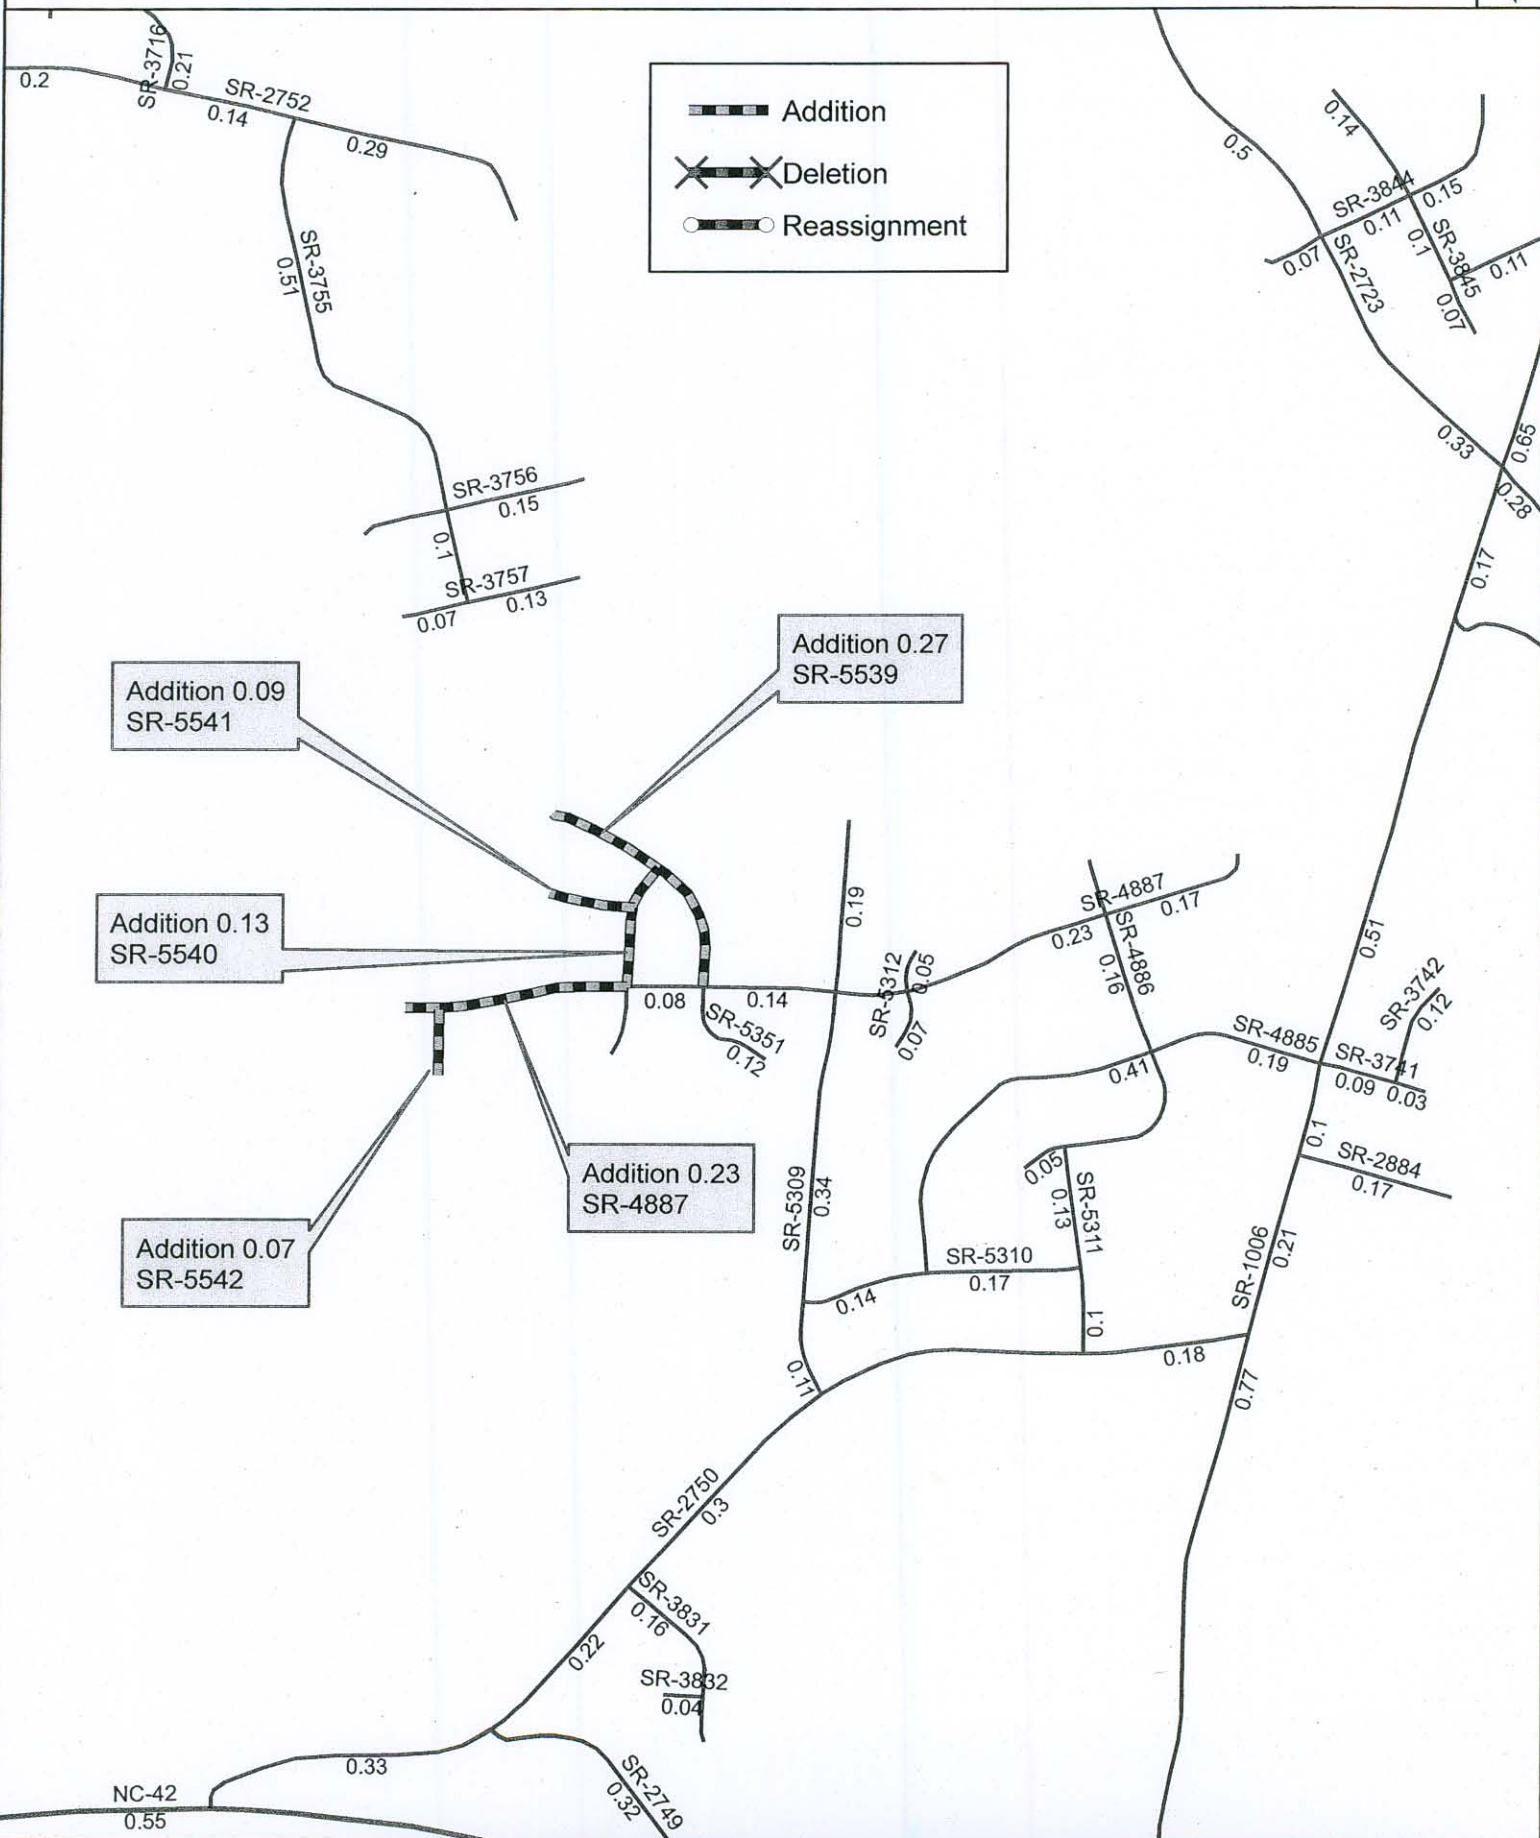 SR-3716
0.21
0.2
SR-2752
0.14
0.29
Addition
Deletion
Reassignment
0.5
0.14
SR-3844
0.15
0.11
0.07
0.1
SR-3845
0.11
SR-2723
0.07
SR-3755
0.51
0.33
0.65
0.28
0.17
SR-3756
0.15
0.1
SR-3757
0.13
0.07
Addition 0.27
SR-5539
Addition 0.09
SR-5541
Addition 0.13
SR-5540
0.19
SR-4887
0.17
0.23
SR-4886
0.16
0.51
SR-3742
0.12
SR-5312
0.05
0.07
0.08
0.14
SR-5351
0.12
SR-4885
0.19
SR-3741
0.09
0.03
0.41
0.1
SR-2884
0.17
Addition 0.23
SR-4887
Addition 0.07
SR-5542
SR-5309
0.34
0.05
0.13
SR-5311
SR-5310
0.17
0.14
0.1
SR-1006
0.21
0.18
0.11
0.77
SR-2750
0.3
SR-3831
0.16
0.22
SR-3832
0.04
0.33
SR-2749
0.32
NC-42
0.55